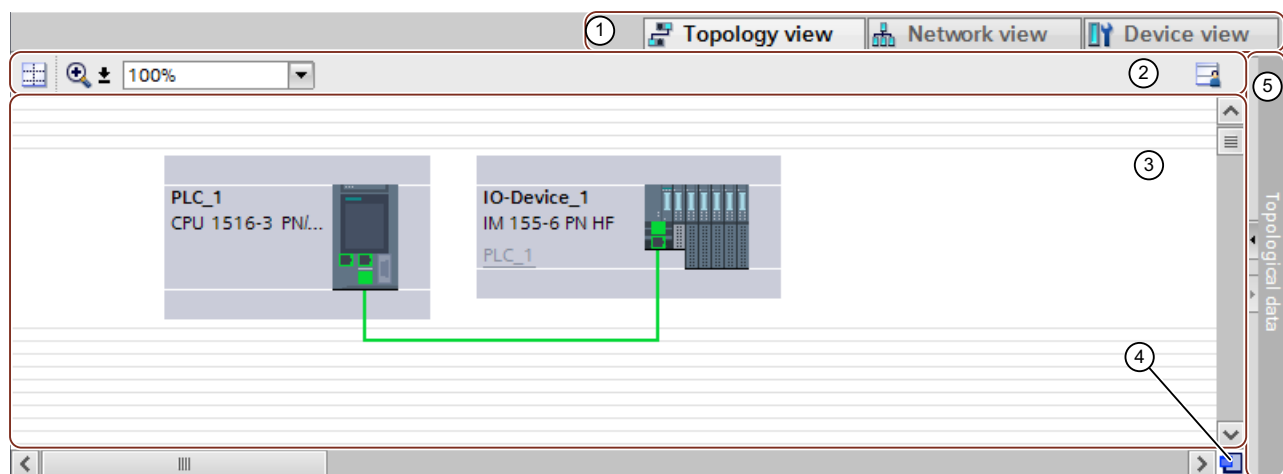 1
Topology view
Network view
Device view
100%
2
5
3
PLC_1
CPU 1516-3 PN/...
IO-Device_1
IM 155-6 PN HF
PLC_1
Topological data
4